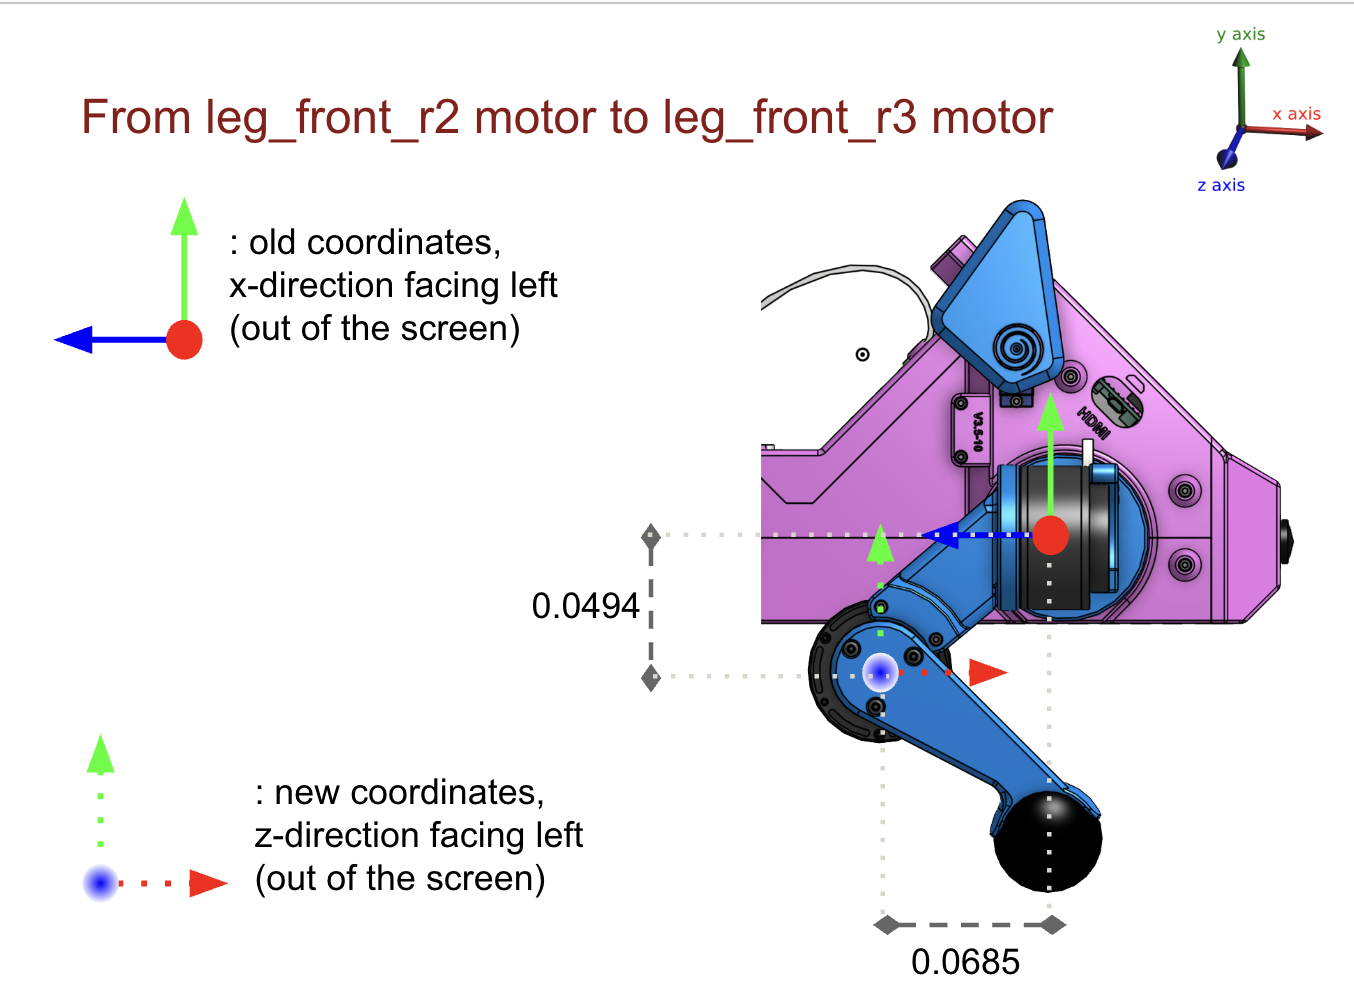 y axis
x axis
z axis
From leg_front_r2 motor to leg_front_r3 motor
: old coordinates,
x-direction facing left
(out of the screen)
V3.5-10
HDMI
0.0494
: new coordinates,
z-direction facing left
(out of the screen)
0.0685